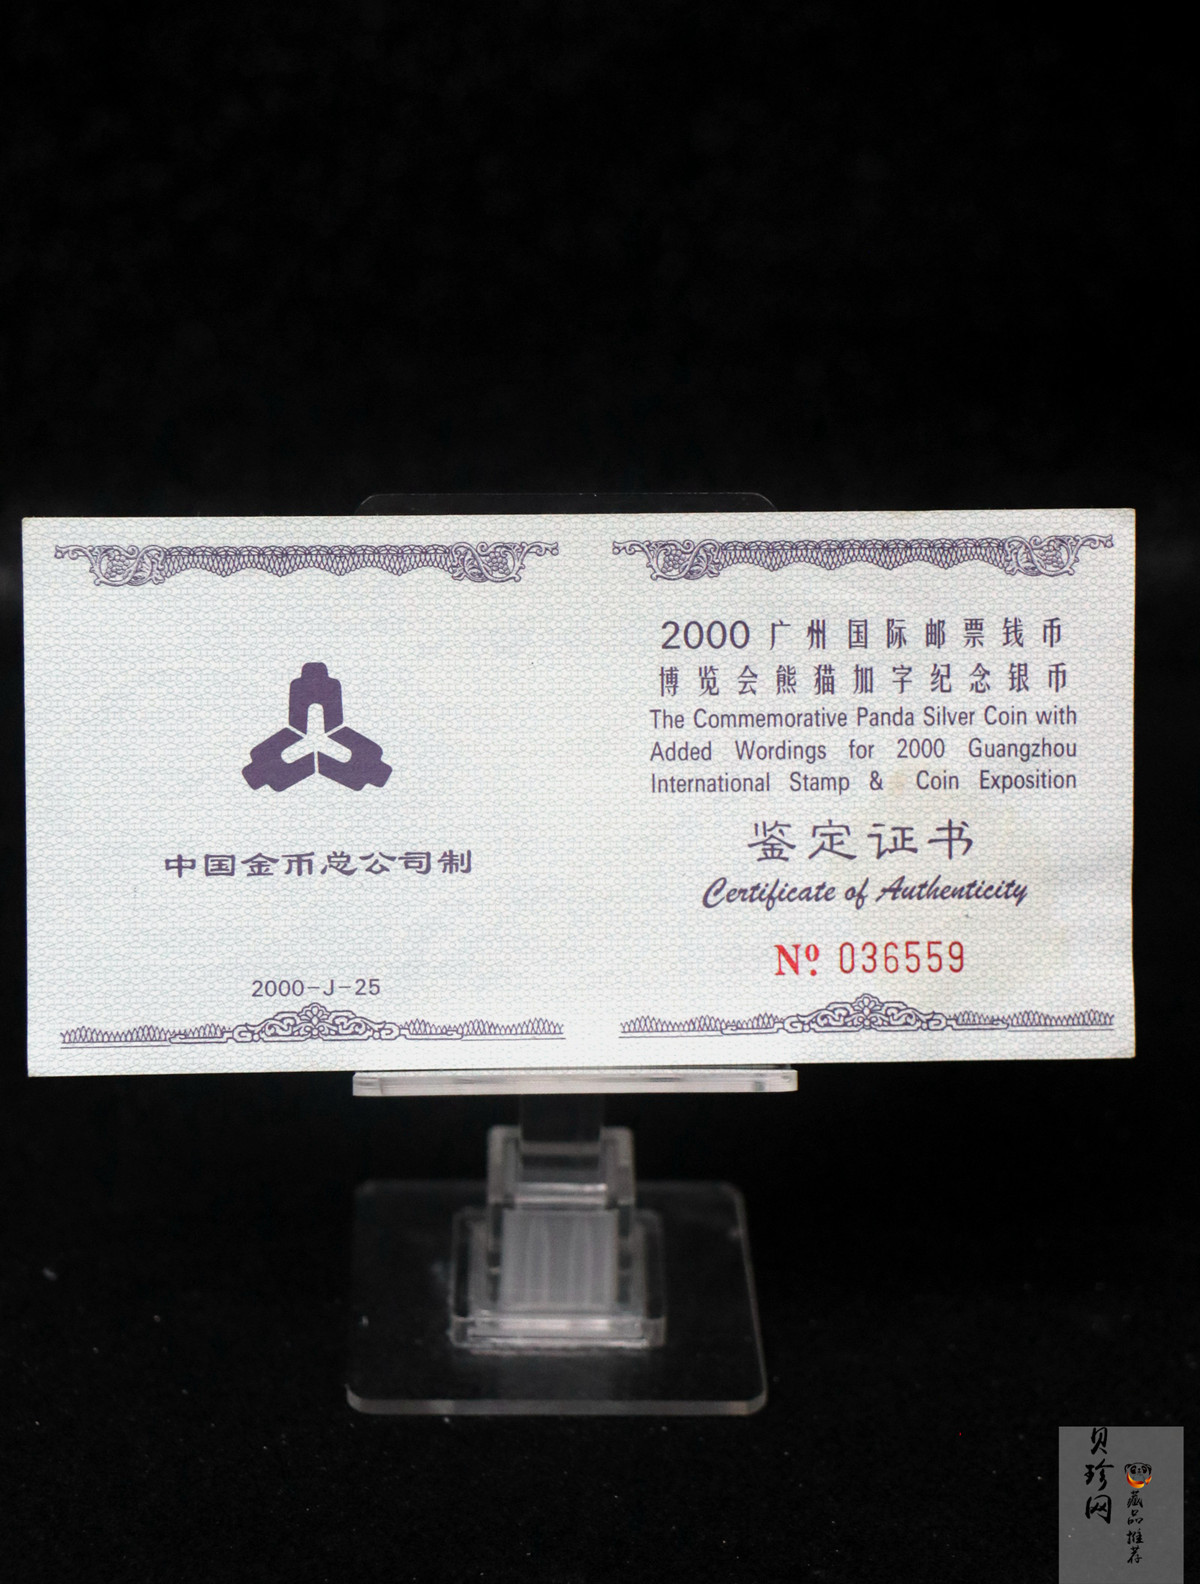 中国金币总公司制
2000-J-25
2000 广州国际邮票钱币
博览会熊猫加字纪念银币
The Commemorative Panda Silver Coin with
Added Wordings for 2000 Guangzhou
International Stamp & Coin Exposition
鉴定证书
Certificate of Authenticity
Nº 036559
贝珍网
藏品推荐